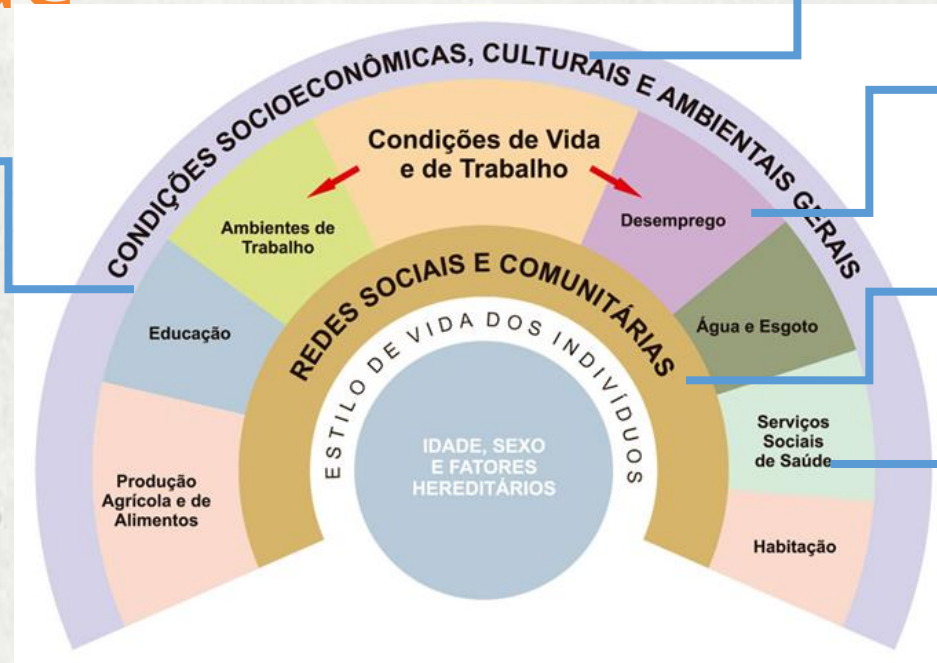 CONDIÇÕES SOCIOECONÔMICAS, CULTURAIS E AMBIENTAIS GERAIS
Condições de Vida
e de Trabalho
Ambientes de
Trabalho
Desemprego
Educação
Água e Esgoto
Produção
Agrícola e de
Alimentos
Serviços
Sociais
de Saúde
Habitação
REDES SOCIAIS E COMUNITÁRIAS
ESTILO DE VIDA DOS INDIVÍDUOS
IDADE, SEXO
E FATORES
HEREDITÁRIOS